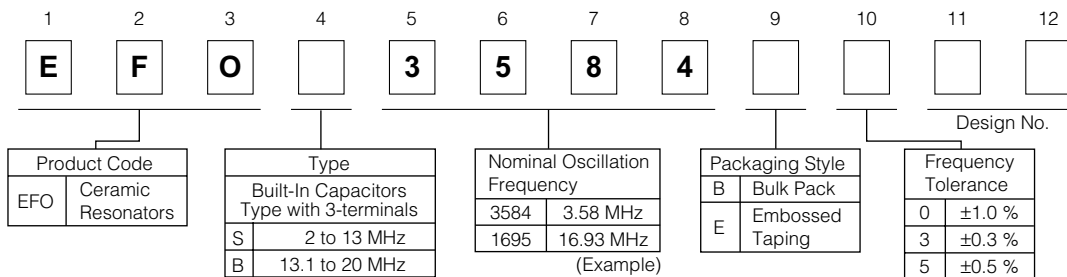 1 2 3 4 5 6 7 8 9 10 11 12
E F O 3 5 8 4
Design No.
Product Code
EFO Ceramic
Resonators
Type
Built-In Capacitors
Type with 3-terminals
S 2 to 13 MHz
B 13.1 to 20 MHz
Nominal Oscillation
Frequency
3584 3.58 MHz
1695 16.93 MHz
(Example)
Packaging Style
B Bulk Pack
E Embossed
Taping
Frequency
Tolerance
0 ±1.0 %
3 ±0.3 %
5 ±0.5 %